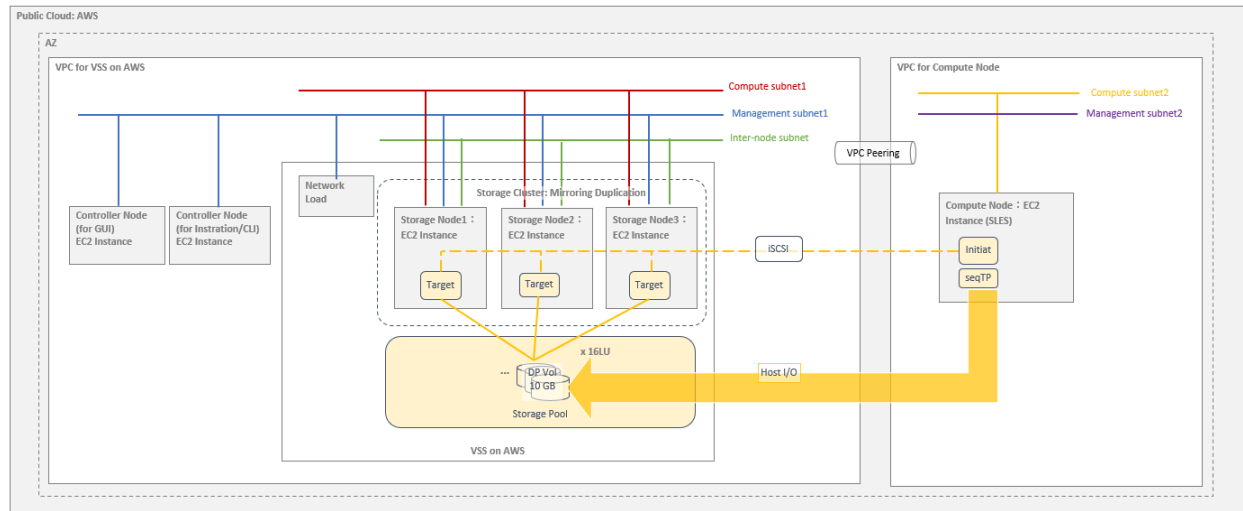 Public Cloud: AWS
AZ
VPC for VSS on AWS
VPC for Compute Node
Compute subnet1
Management subnet1
Inter-node subnet
Compute subnet2
Management subnet2
VPC Peering
Network
Load
Storage Cluster: Mirroring Duplication
Controller Node
(for GUI)
EC2 Instance
Controller Node
(for Instration/CLI)
EC2 Instance
Storage Node1：
EC2 Instance
Storage Node2：
EC2 Instance
Storage Node3：
EC2 Instance
Compute Node：EC2
Instance (SLES)
iSCSI
Initiat
seqTP
Target
Target
Target
x 16LU
...
DP Vol
10 GB
Host I/O
Storage Pool
VSS on AWS